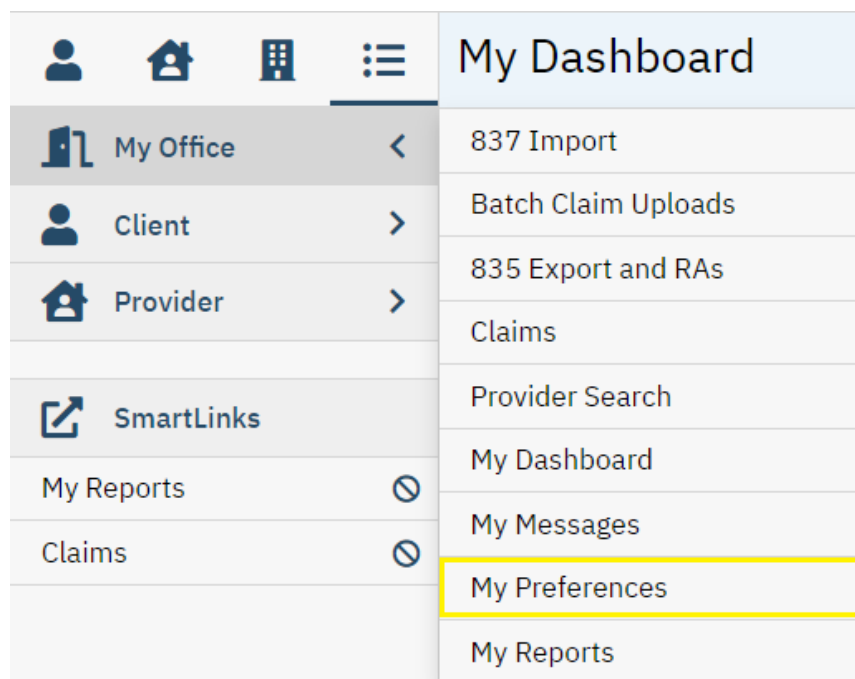 My Dashboard
My Office
Client
Provider
SmartLinks
My Reports
Claims
837 Import
Batch Claim Uploads
835 Export and RAs
Claims
Provider Search
My Dashboard
My Messages
My Preferences
My Reports